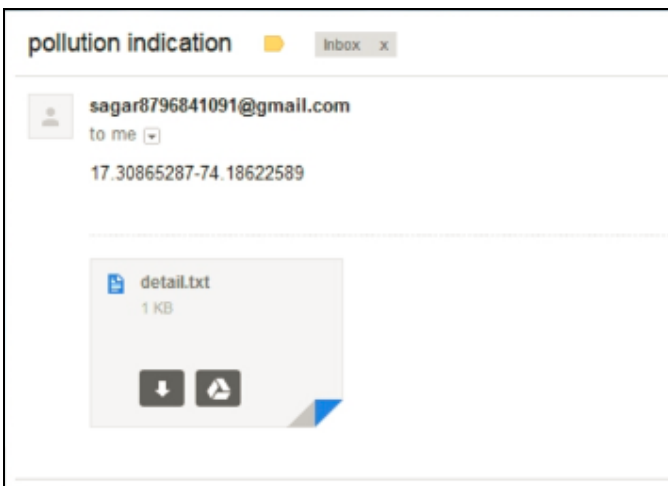 pollution indication Inbox x
sagar8796841091@gmail.com
to me
17.30865287-74.18622589
detail.txt
1 KB